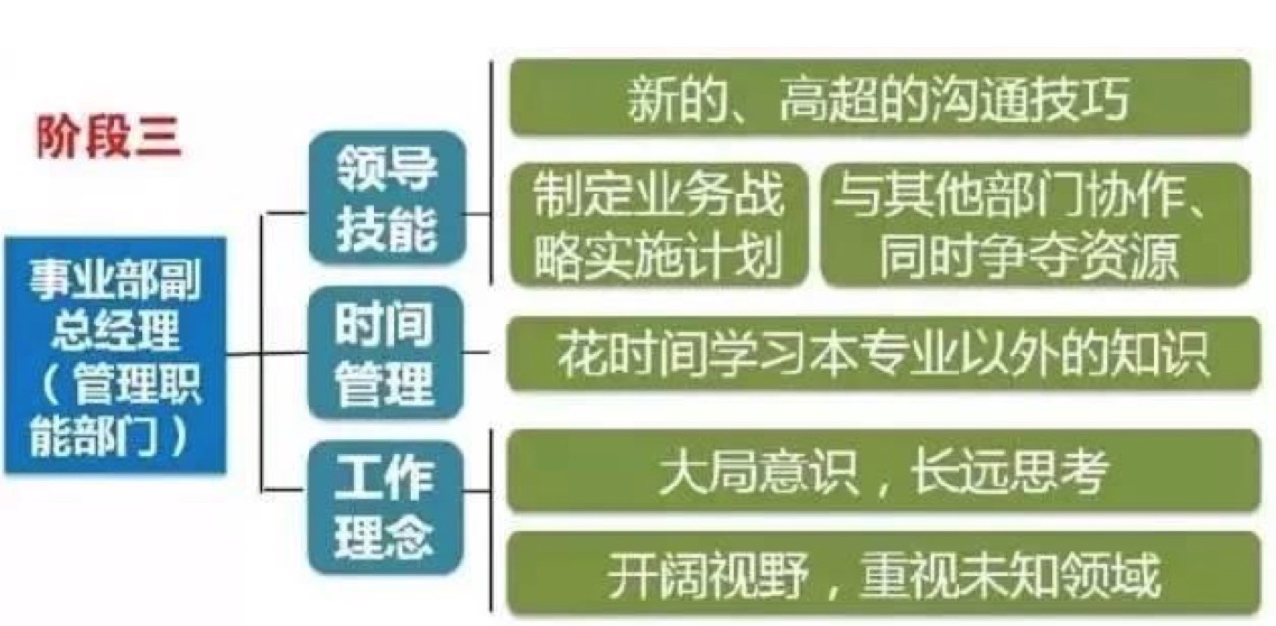 阶段三
事业部副
总经理
（管理职
能部门）
领导
技能
新的、高超的沟通技巧
制定业务战
略实施计划
与其他部门协作、
同时争夺资源
时间
管理
花时间学习本专业以外的知识
工作
理念
大局意识，长远思考
开阔视野，重视未知领域